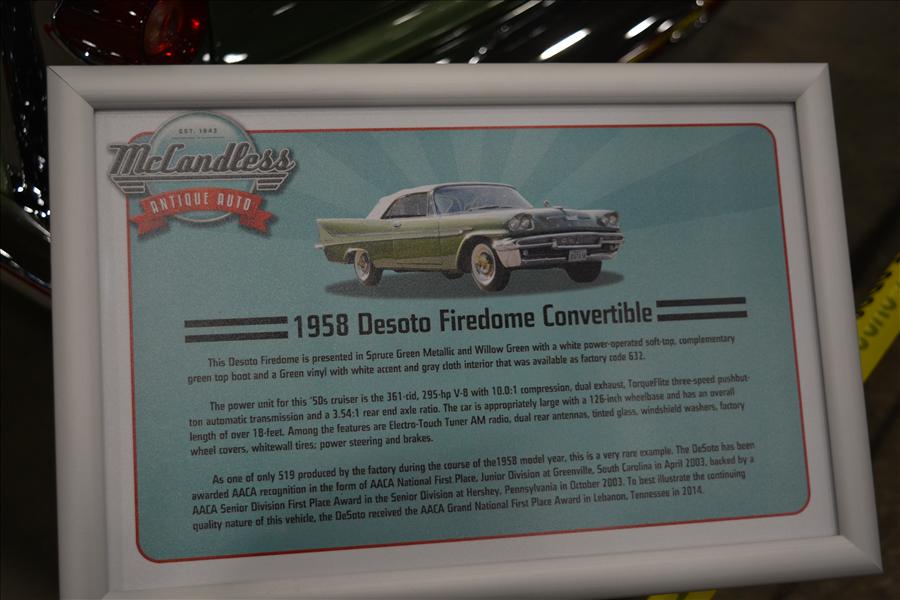 EST. 1942
McCandless
ANTIQUE AUTO
1958 Desoto Firedome Convertible
This Desoto Firedome is presented in Spruce Green Metallic and Willow Green with a white power-operated soft-top, complementary
green top boot and a Green vinyl with white accent and gray cloth interior that was available as factory code 632.
The power unit for this '50s cruiser is the 361-cid, 295-hp V-8 with 10.0:1 compression, dual exhaust, TorqueFlite three-speed pushbut-
ton automatic transmission and a 3.54:1 rear end axle ratio. The car is appropriately large with a 126-inch wheelbase and has an overall
length of over 18-feet. Among the features are Electro-Touch Tuner AM radio, dual rear antennas, tinted glass, windshield washers, factory
wheel covers, whitewall tires; power steering and brakes.
As one of only 519 produced by the factory during the course of the1958 model year, this is a very rare example. The DeSoto has been
awarded AACA recognition in the form of AACA National First Place, Junior Division at Greenville, South Carolina in April 2003, backed by a
AACA Senior Division First Place Award in the Senior Division at Hershey, Pennsylvania in October 2003. To best illustrate the continuing
quality nature of this vehicle, the DeSoto received the AACA Grand National First Place Award in Lebanon, Tennessee in 2014.